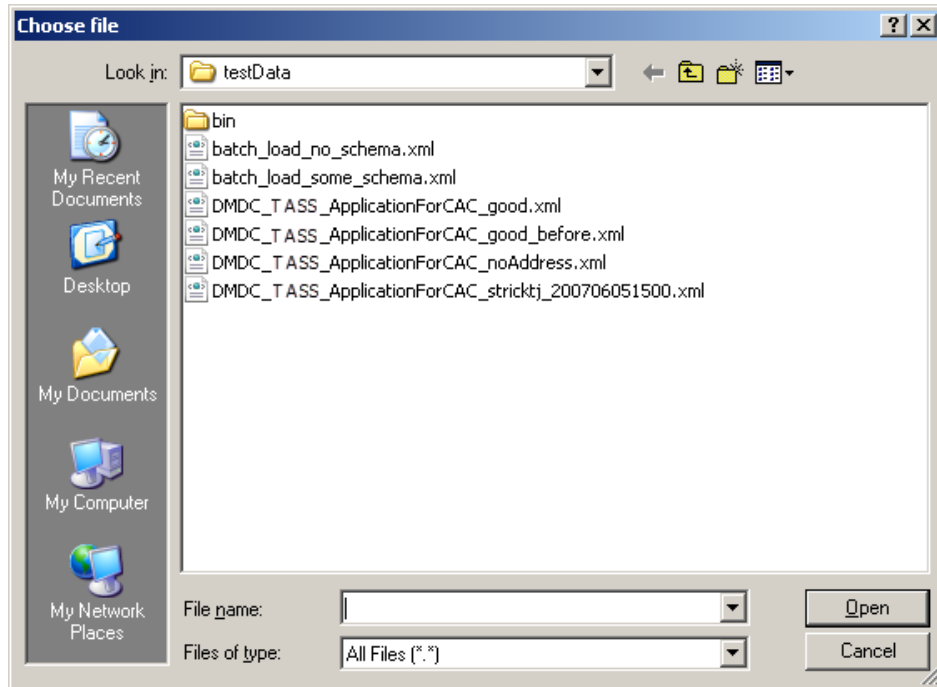 Choose file
Look in: testData
My Recent
Documents
Desktop
My Documents
My Computer
My Network
Places
bin
batch_load_no_schema.xml
batch_load_some_schema.xml
DMDC_TASS_ApplicationForCAC_good.xml
DMDC_TASS_ApplicationForCAC_good_before.xml
DMDC_TASS_ApplicationForCAC_noAddress.xml
DMDC_TASS_ApplicationForCAC_stricktj_200706051500.xml
File name:
Open
Files of type: All Files (*.*)
Cancel